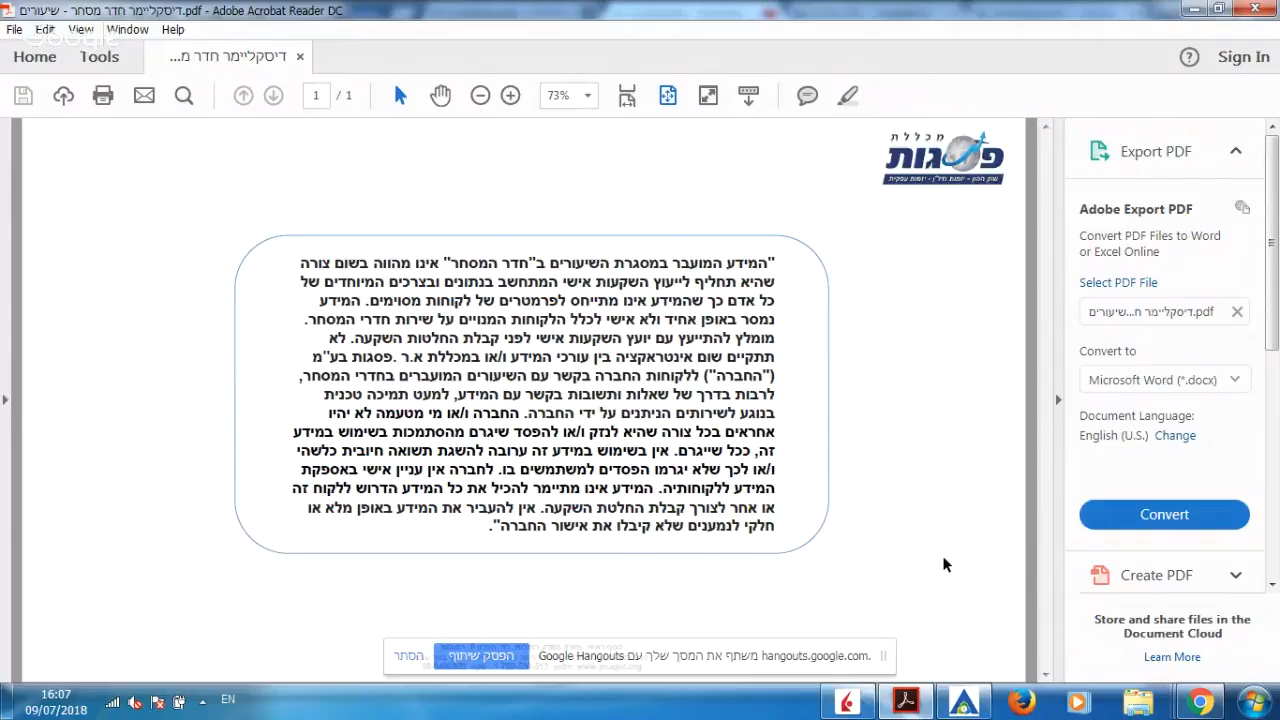 דיסקליימר חדר מסחר - שיעורים.pdf - Adobe Acrobat Reader DC
File Edit View Window Help
Google
Home Tools דיסקליימר חדר מ...
Sign In
1 / 1
73%
מכללת
פסגות
שוק ההון - יזמות נדל"ן - יזמות עסקית
"המידע המועבר במסגרת השיעורים ב"חדר המסחר" אינו מהווה בשום צורה
שהיא תחליף לייעוץ השקעות אישי המתחשב בנתונים ובצרכים המיוחדים של
כל אדם כך שהמידע אינו מתייחס לפרמטרים של לקוחות מסוימים. המידע
נמסר באופן אחיד ולא אישי לכלל הלקוחות המנויים על שירות חדרי המסחר.
מומלץ להתייעץ עם יועץ השקעות אישי לפני קבלת החלטות השקעה. לא
תתקיים שום אינטראקציה בין עורכי המידע ו/או במכללת א.ר .פסגות בע"מ
("החברה") ללקוחות החברה בקשר עם השיעורים המועברים בחדרי המסחר,
לרבות בדרך של שאלות ותשובות בקשר עם המידע, למעט תמיכה טכנית
בנוגע לשירותים הניתנים על ידי החברה. החברה ו/או מי מטעמה לא יהיו
אחראים בכל צורה שהיא לנזק ו/או להפסד שיגרם מהסתמכות בשימוש במידע
זה, ככל שייגרם. אין בשימוש במידע זה ערובה להשגת תשואה חיובית כלשהי
ו/או לכך שלא יגרמו הפסדים למשתמשים בו. לחברה אין עניין אישי באספקת
המידע ללקוחותיה. המידע אינו מתיימר להכיל את כל המידע הדרוש ללקוח זה
או אחר לצורך קבלת החלטת השקעה. אין להעביר את המידע באופן מלא או
חלקי לנמענים שלא קיבלו את אישור החברה".
Export PDF
Adobe Export PDF
Convert PDF Files to Word
or Excel Online
Select PDF File
דיסקליימר ח...שיעורים.pdf
Convert to
Microsoft Word (*.docx)
Document Language:
English (U.S.) Change
Convert
Create PDF
Store and share files in the
Document Cloud
Learn More
hangouts.google.com משתף את המסך שלך עם Google Hangouts.
הפסק שיתוף
הסתר
16:07
09/07/2018
EN